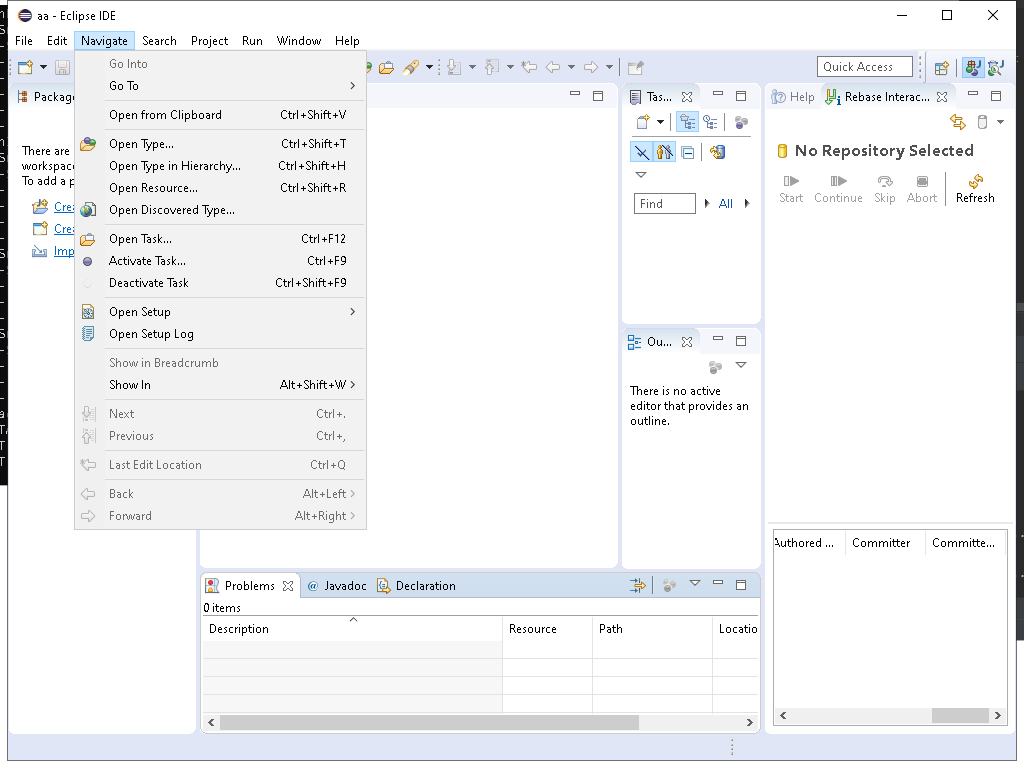 aa - Eclipse IDE
File Edit Navigate Search Project Run Window Help
Quick Access
Go Into
Go To
Open from Clipboard Ctrl+Shift+V
Open Type... Ctrl+Shift+T
Open Type in Hierarchy... Ctrl+Shift+H
Open Resource... Ctrl+Shift+R
Open Discovered Type...
Open Task... Ctrl+F12
Activate Task... Ctrl+F9
Deactivate Task Ctrl+Shift+F9
Open Setup
Open Setup Log
Show in Breadcrumb
Show In Alt+Shift+W
Next Ctrl+.
Previous Ctrl+,
Last Edit Location Ctrl+Q
Back Alt+Left
Forward Alt+Right
There are
To add a
Tas...
Find All
Ou...
There is no active
editor that provides an
outline.
Help Rebase Interac...
No Repository Selected
Start Continue Skip Abort Refresh
Authored ... Committer Committe...
Problems @ Javadoc Declaration
0 items
Description Resource Path Locatio